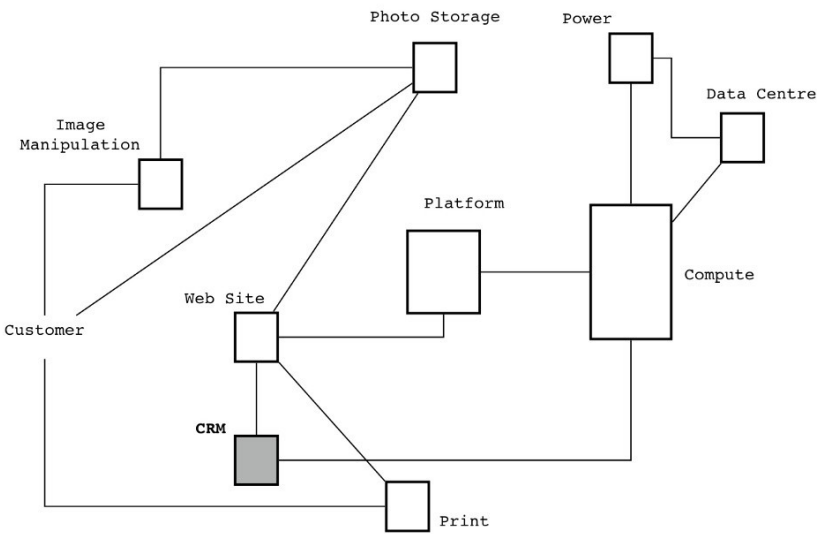 Photo Storage
Power
Data Centre
Image
Manipulation
Platform
Compute
Web Site
Customer
CRM
Print